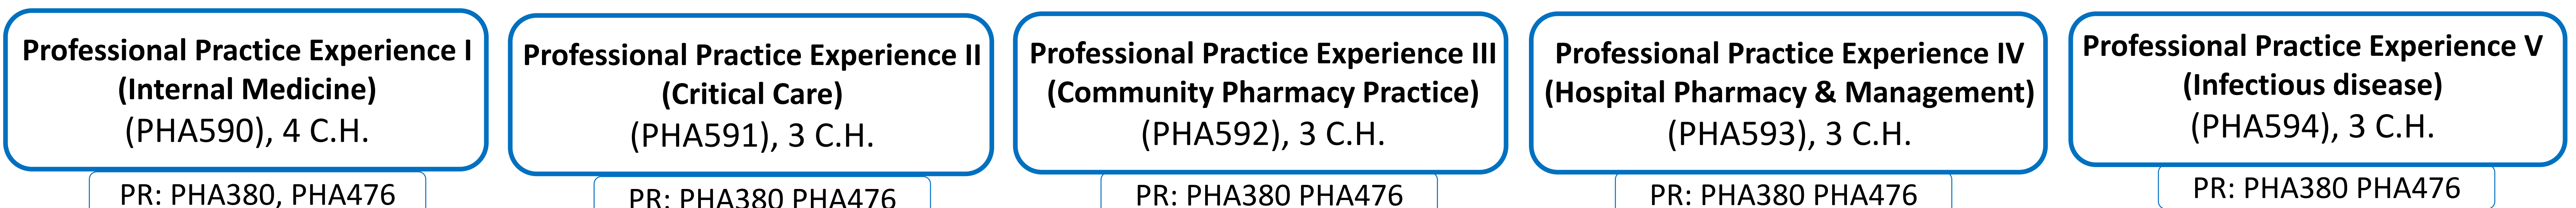 Professional Practice Experience I
(Internal Medicine)
(PHA590), 4 C.H.
PR: PHA380, PHA476
Professional Practice Experience II
(Critical Care)
(PHA591), 3 C.H.
PR: PHA380 PHA476
Professional Practice Experience III
(Community Pharmacy Practice)
(PHA592), 3 C.H.
PR: PHA380 PHA476
Professional Practice Experience IV
(Hospital Pharmacy & Management)
(PHA593), 3 C.H.
PR: PHA380 PHA476
Professional Practice Experience V
(Infectious disease)
(PHA594), 3 C.H.
PR: PHA380 PHA476